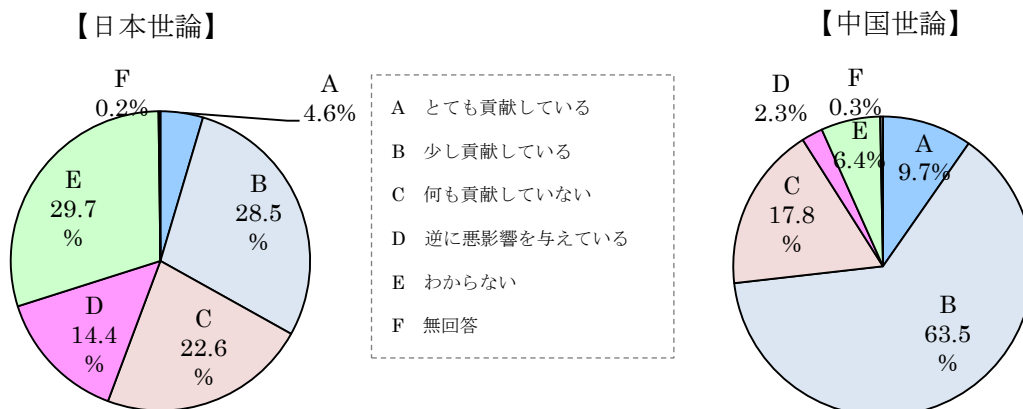 【日本世論】
F
0.2%
A
4.6%
B
28.5
%
C
22.6
%
D
14.4
%
E
29.7
%
A とても貢献している
B 少し貢献している
C 何も貢献していない
D 逆に悪影響を与えている
E わからない
F 無回答
【中国世論】
D
2.3%
F
0.3%
E
6.4%
A
9.7%
C
17.8
%
B
63.5
%